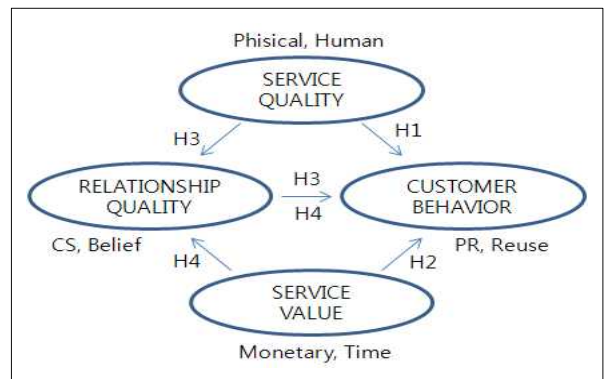 Phisical, Human
SERVICE
QUALITY
H3
H1
RELATIONSHIP
QUALITY
H3
H4
CUSTOMER
BEHAVIOR
CS, Belief
PR, Reuse
H4
H2
SERVICE
VALUE
Monetary, Time